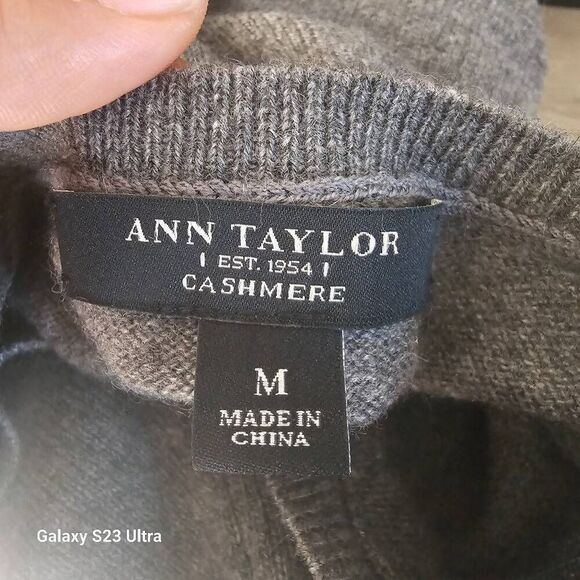 ANN TAYLOR
EST. 1954
CASHMERE
M
MADE IN
CHINA
Galaxy S23 Ultra